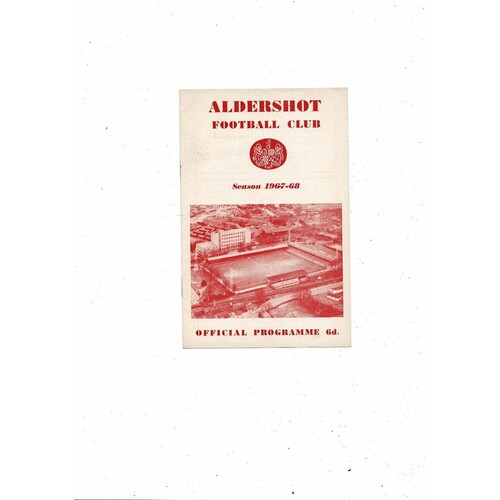 ALDERSHOT
FOOTBALL CLUB
Season 1967-68
OFFICIAL PROGRAMME 6d.